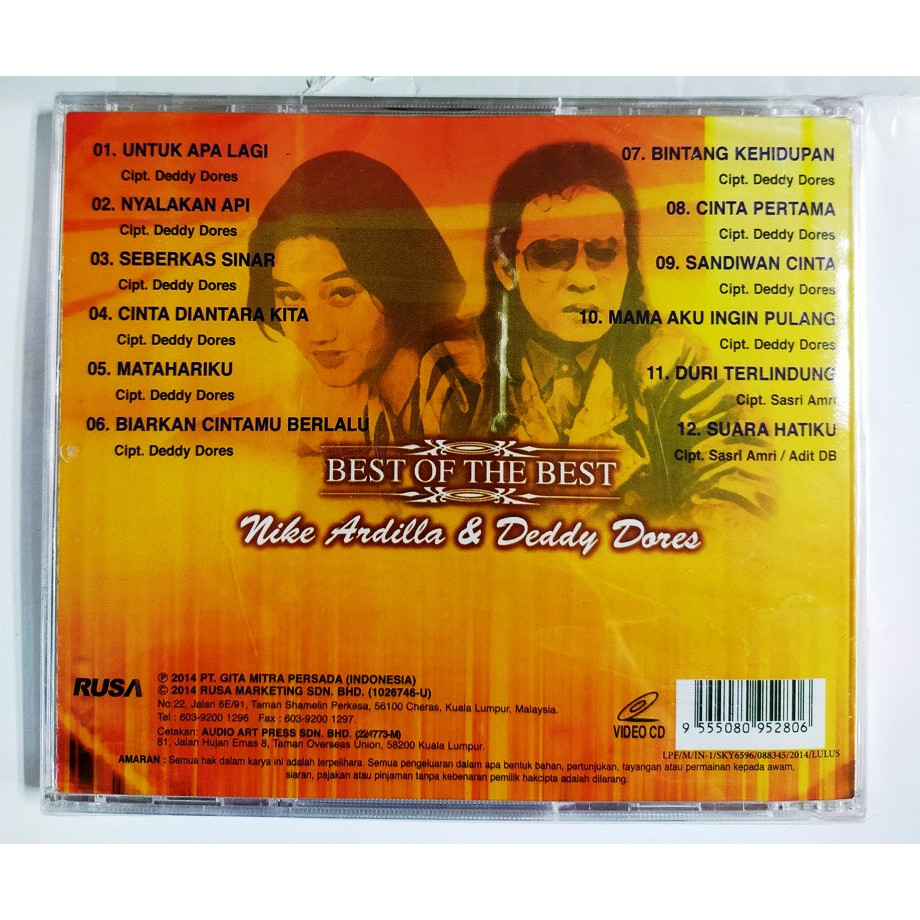 01. UNTUK APA LAGI
Cipt. Deddy Dores
02. NYALAKAN API
Cipt. Deddy Dores
03. SEBERKAS SINAR
Cipt. Deddy Dores
04. CINTA DIANTARA KITA
Cipt. Deddy Dores
05. MATAHARIKU
Cipt. Deddy Dores
06. BIARKAN CINTAMU BERLALU
Cipt. Deddy Dores
07. BINTANG KEHIDUPAN
Cipt. Deddy Dores
08. CINTA PERTAMA
Cipt. Deddy Dores
09. SANDIWAN CINTA
Cipt. Deddy Dores
10. MAMA AKU INGIN PULANG
Cipt. Deddy Dores
11. DURI TERLINDUNG
Cipt. Sasri Amri
12. SUARA HATIKU
Cipt. Sasri Amri / Adit DB
BEST OF THE BEST
Nike Ardilla & Deddy Dores
RUSA
℗ 2014 PT. GITA MITRA PERSADA (INDONESIA)
© 2014 RUSA MARKETING SDN. BHD. (1026746-U)
No.22, Jalan 6E/91, Taman Shamelin Perkasa, 56100 Cheras, Kuala Lumpur, Malaysia.
Tel : 603-9200 1296 Fax : 603-9200 1297.
Cetakan: AUDIO ART PRESS SDN. BHD. (224773-M)
81, Jalan Hujan Emas 8, Taman Overseas Union, 58200 Kuala Lumpur.
VIDEO CD
9 555080 952806
LPF/M/IN-1/SKY6596/088345/2014/LULUS
AMARAN : Semua hak dalam karya ini adalah terpelihara. Semua pengeluaran dalam apa bentuk bahan, pertunjukan, tayangan atau permainan kepada awam,
siaran, pajakan atau pinjaman tanpa kebenaran pemilik hakcipta adalah dilarang.